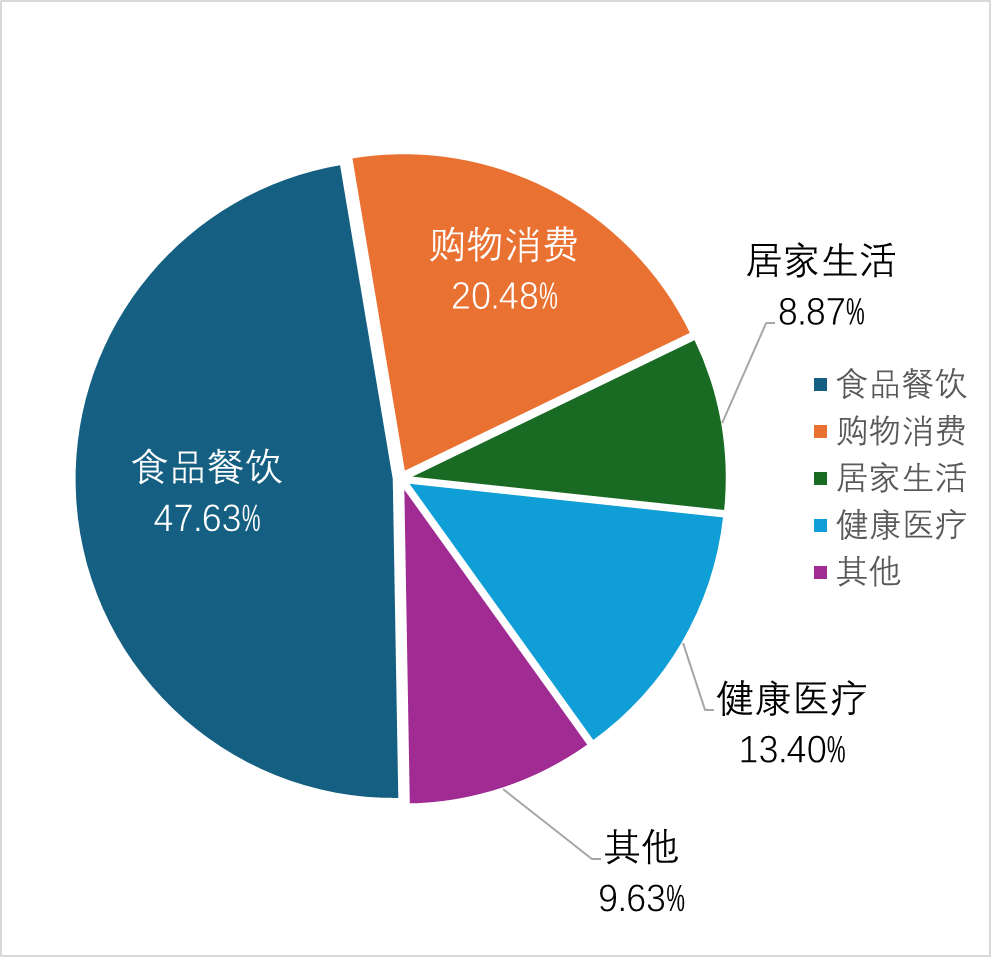 购物消费
20.48%
居家生活
8.87%
食品餐饮
47.63%
食品餐饮
购物消费
居家生活
健康医疗
其他
健康医疗
13.40%
其他
9.63%